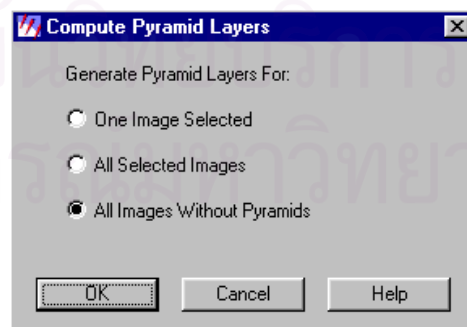 Compute Pyramid Layers
Generate Pyramid Layers For:
One Image Selected
All Selected Images
All Images Without Pyramids
OK Cancel Help